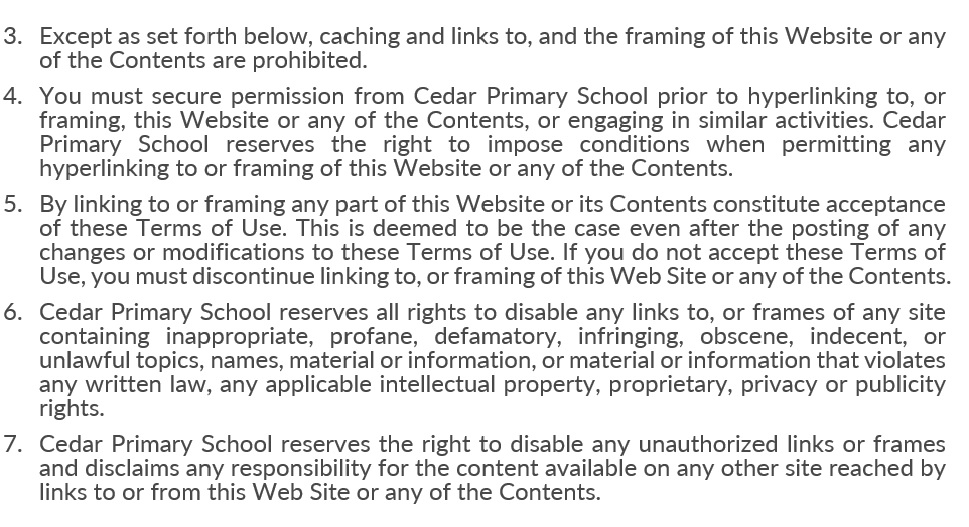 3. Except as set forth below, caching and links to, and the framing of this Website or any
of the Contents are prohibited.
4. You must secure permission from Cedar Primary School prior to hyperlinking to, or
framing, this Website or any of the Contents, or engaging in similar activities. Cedar
Primary School reserves the right to impose conditions when permitting any
hyperlinking to or framing of this Website or any of the Contents.
5. By linking to or framing any part of this Website or its Contents constitute acceptance
of these Terms of Use. This is deemed to be the case even after the posting of any
changes or modifications to these Terms of Use. If you do not accept these Terms of
Use, you must discontinue linking to, or framing of this Web Site or any of the Contents.
6. Cedar Primary School reserves all rights to disable any links to, or frames of any site
containing inappropriate, profane, defamatory, infringing, obscene, indecent, or
unlawful topics, names, material or information, or material or information that violates
any written law, any applicable intellectual property, proprietary, privacy or publicity
rights.
7. Cedar Primary School reserves the right to disable any unauthorized links or frames
and disclaims any responsibility for the content available on any other site reached by
links to or from this Web Site or any of the Contents.